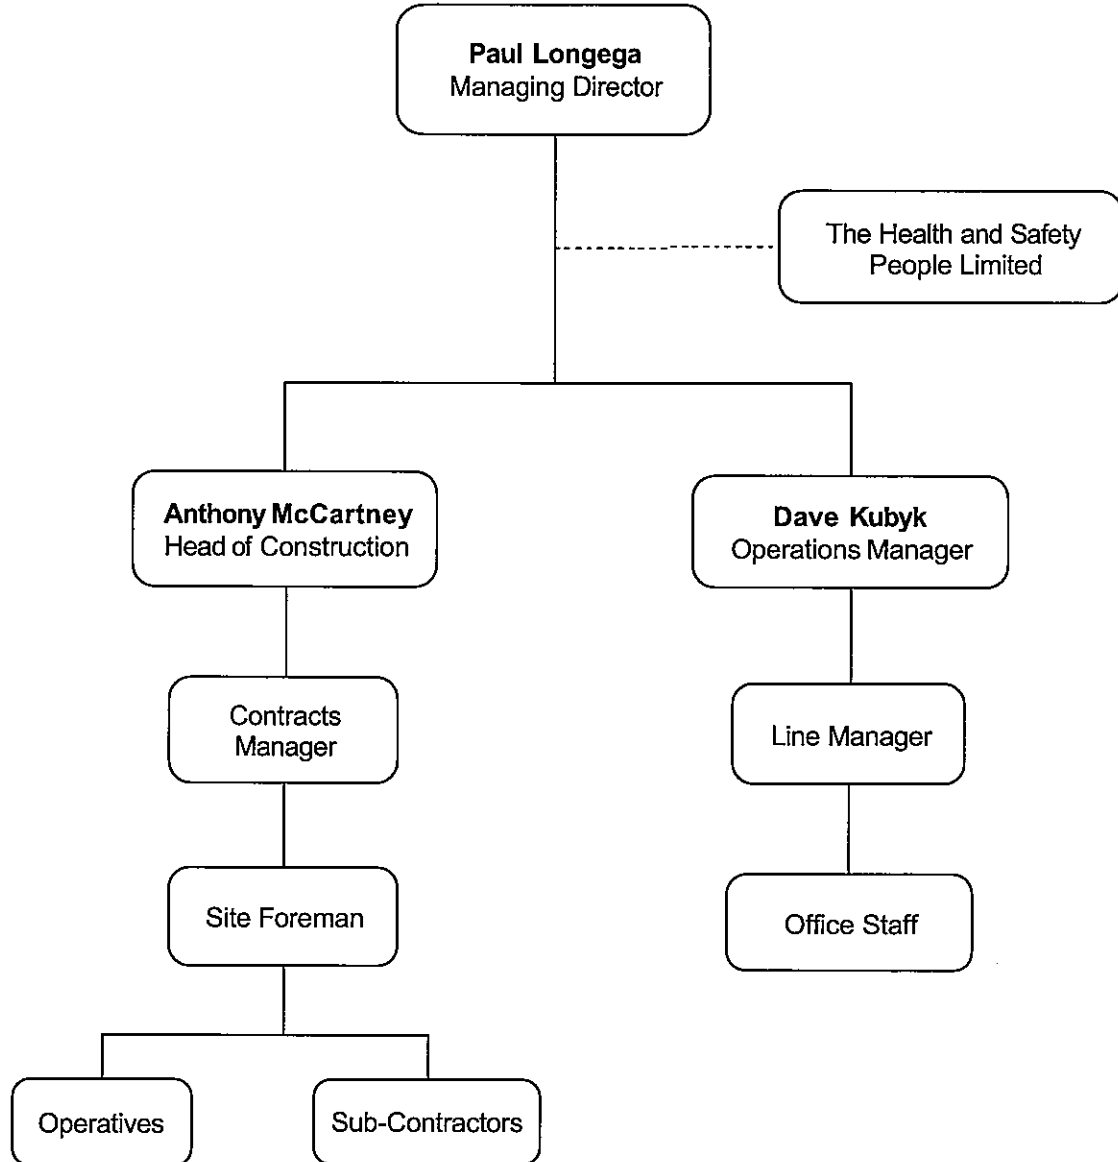 Paul Longega
Managing Director
The Health and Safety
People Limited
Anthony McCartney
Head of Construction
Dave Kubyk
Operations Manager
Contracts
Manager
Line Manager
Site Foreman
Office Staff
Operatives
Sub-Contractors